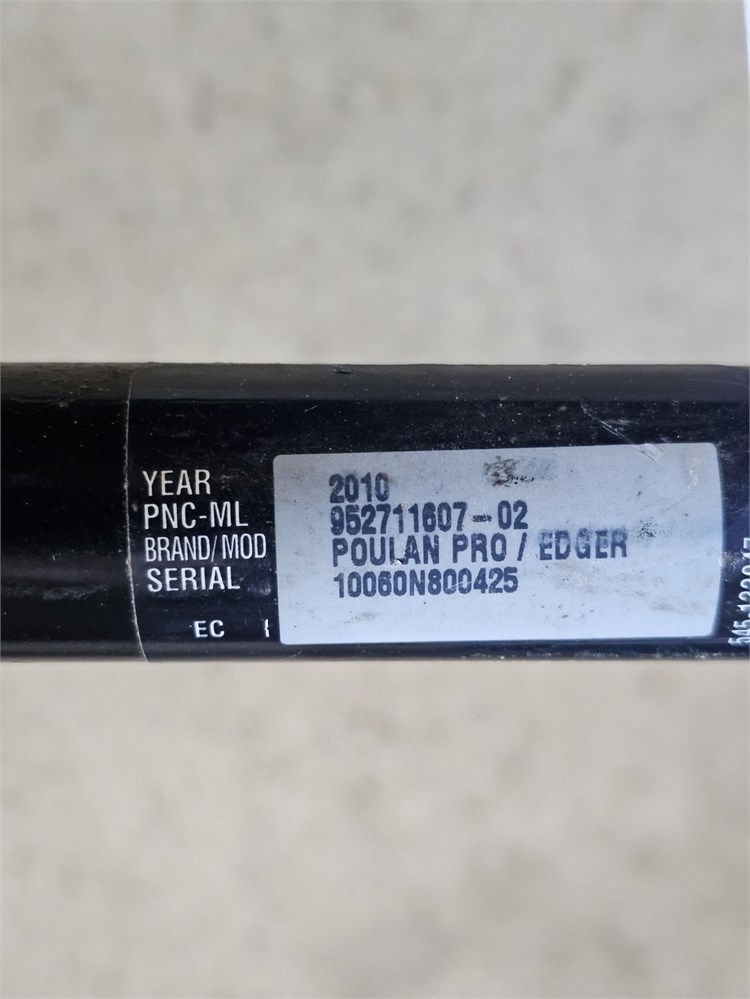 YEAR 2010
PNC-ML 952711607-02
BRAND/MOD POULAN PRO / EDGER
SERIAL 10060N800425
EC